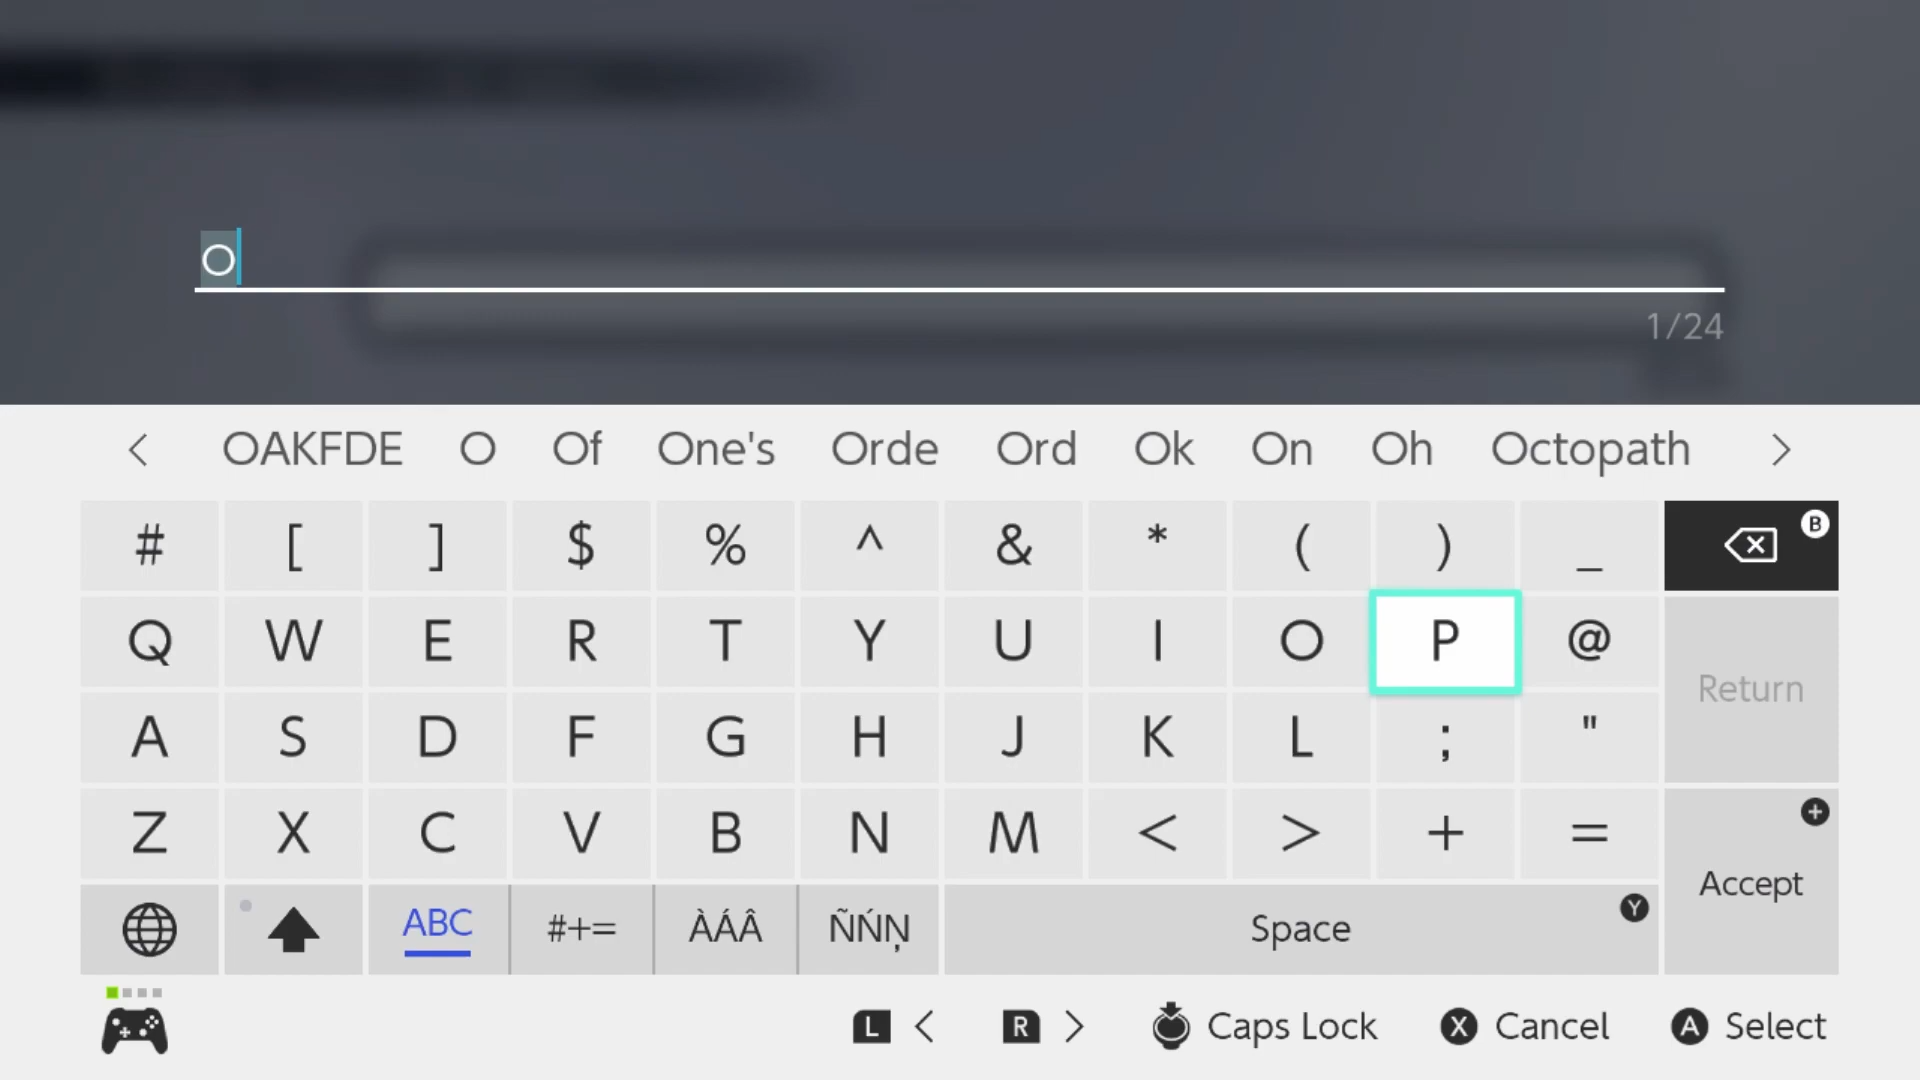 O
1/24
< OAKFDE O Of One's Orde Ord Ok On Oh Octopath >
# [ ] $ % ^ & * ( ) _ B
Q W E R T Y U I O P @ Return
A S D F G H J K L ; "
Z X C V B N M < > + = + Accept
ABC #+= ÀÁÂ ÑŃŅ Space Y
L < R > Caps Lock X Cancel A Select